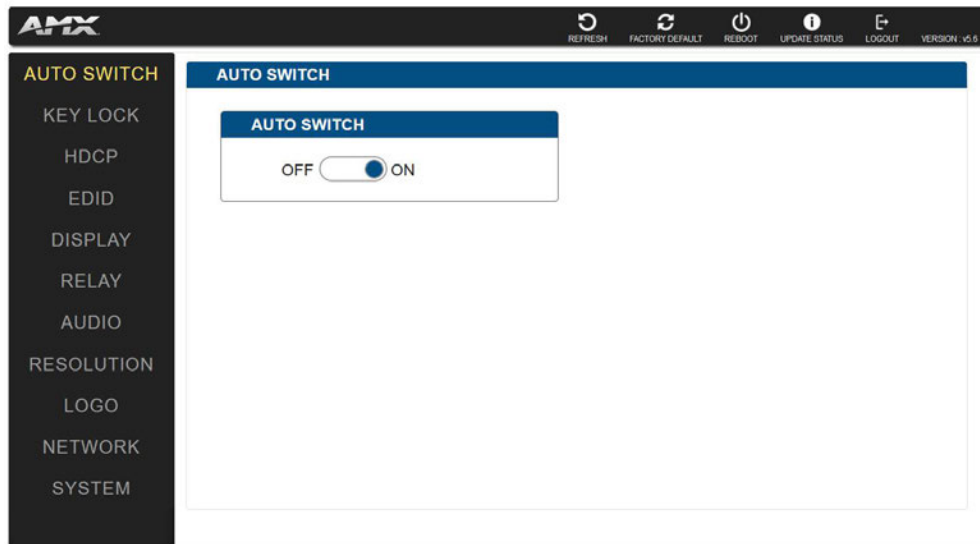 AMX
REFRESH FACTORY DEFAULT REBOOT UPDATE STATUS LOGOUT VERSION : v5.6
AUTO SWITCH
KEY LOCK
HDCP
EDID
DISPLAY
RELAY
AUDIO
RESOLUTION
LOGO
NETWORK
SYSTEM
AUTO SWITCH
AUTO SWITCH
OFF ON